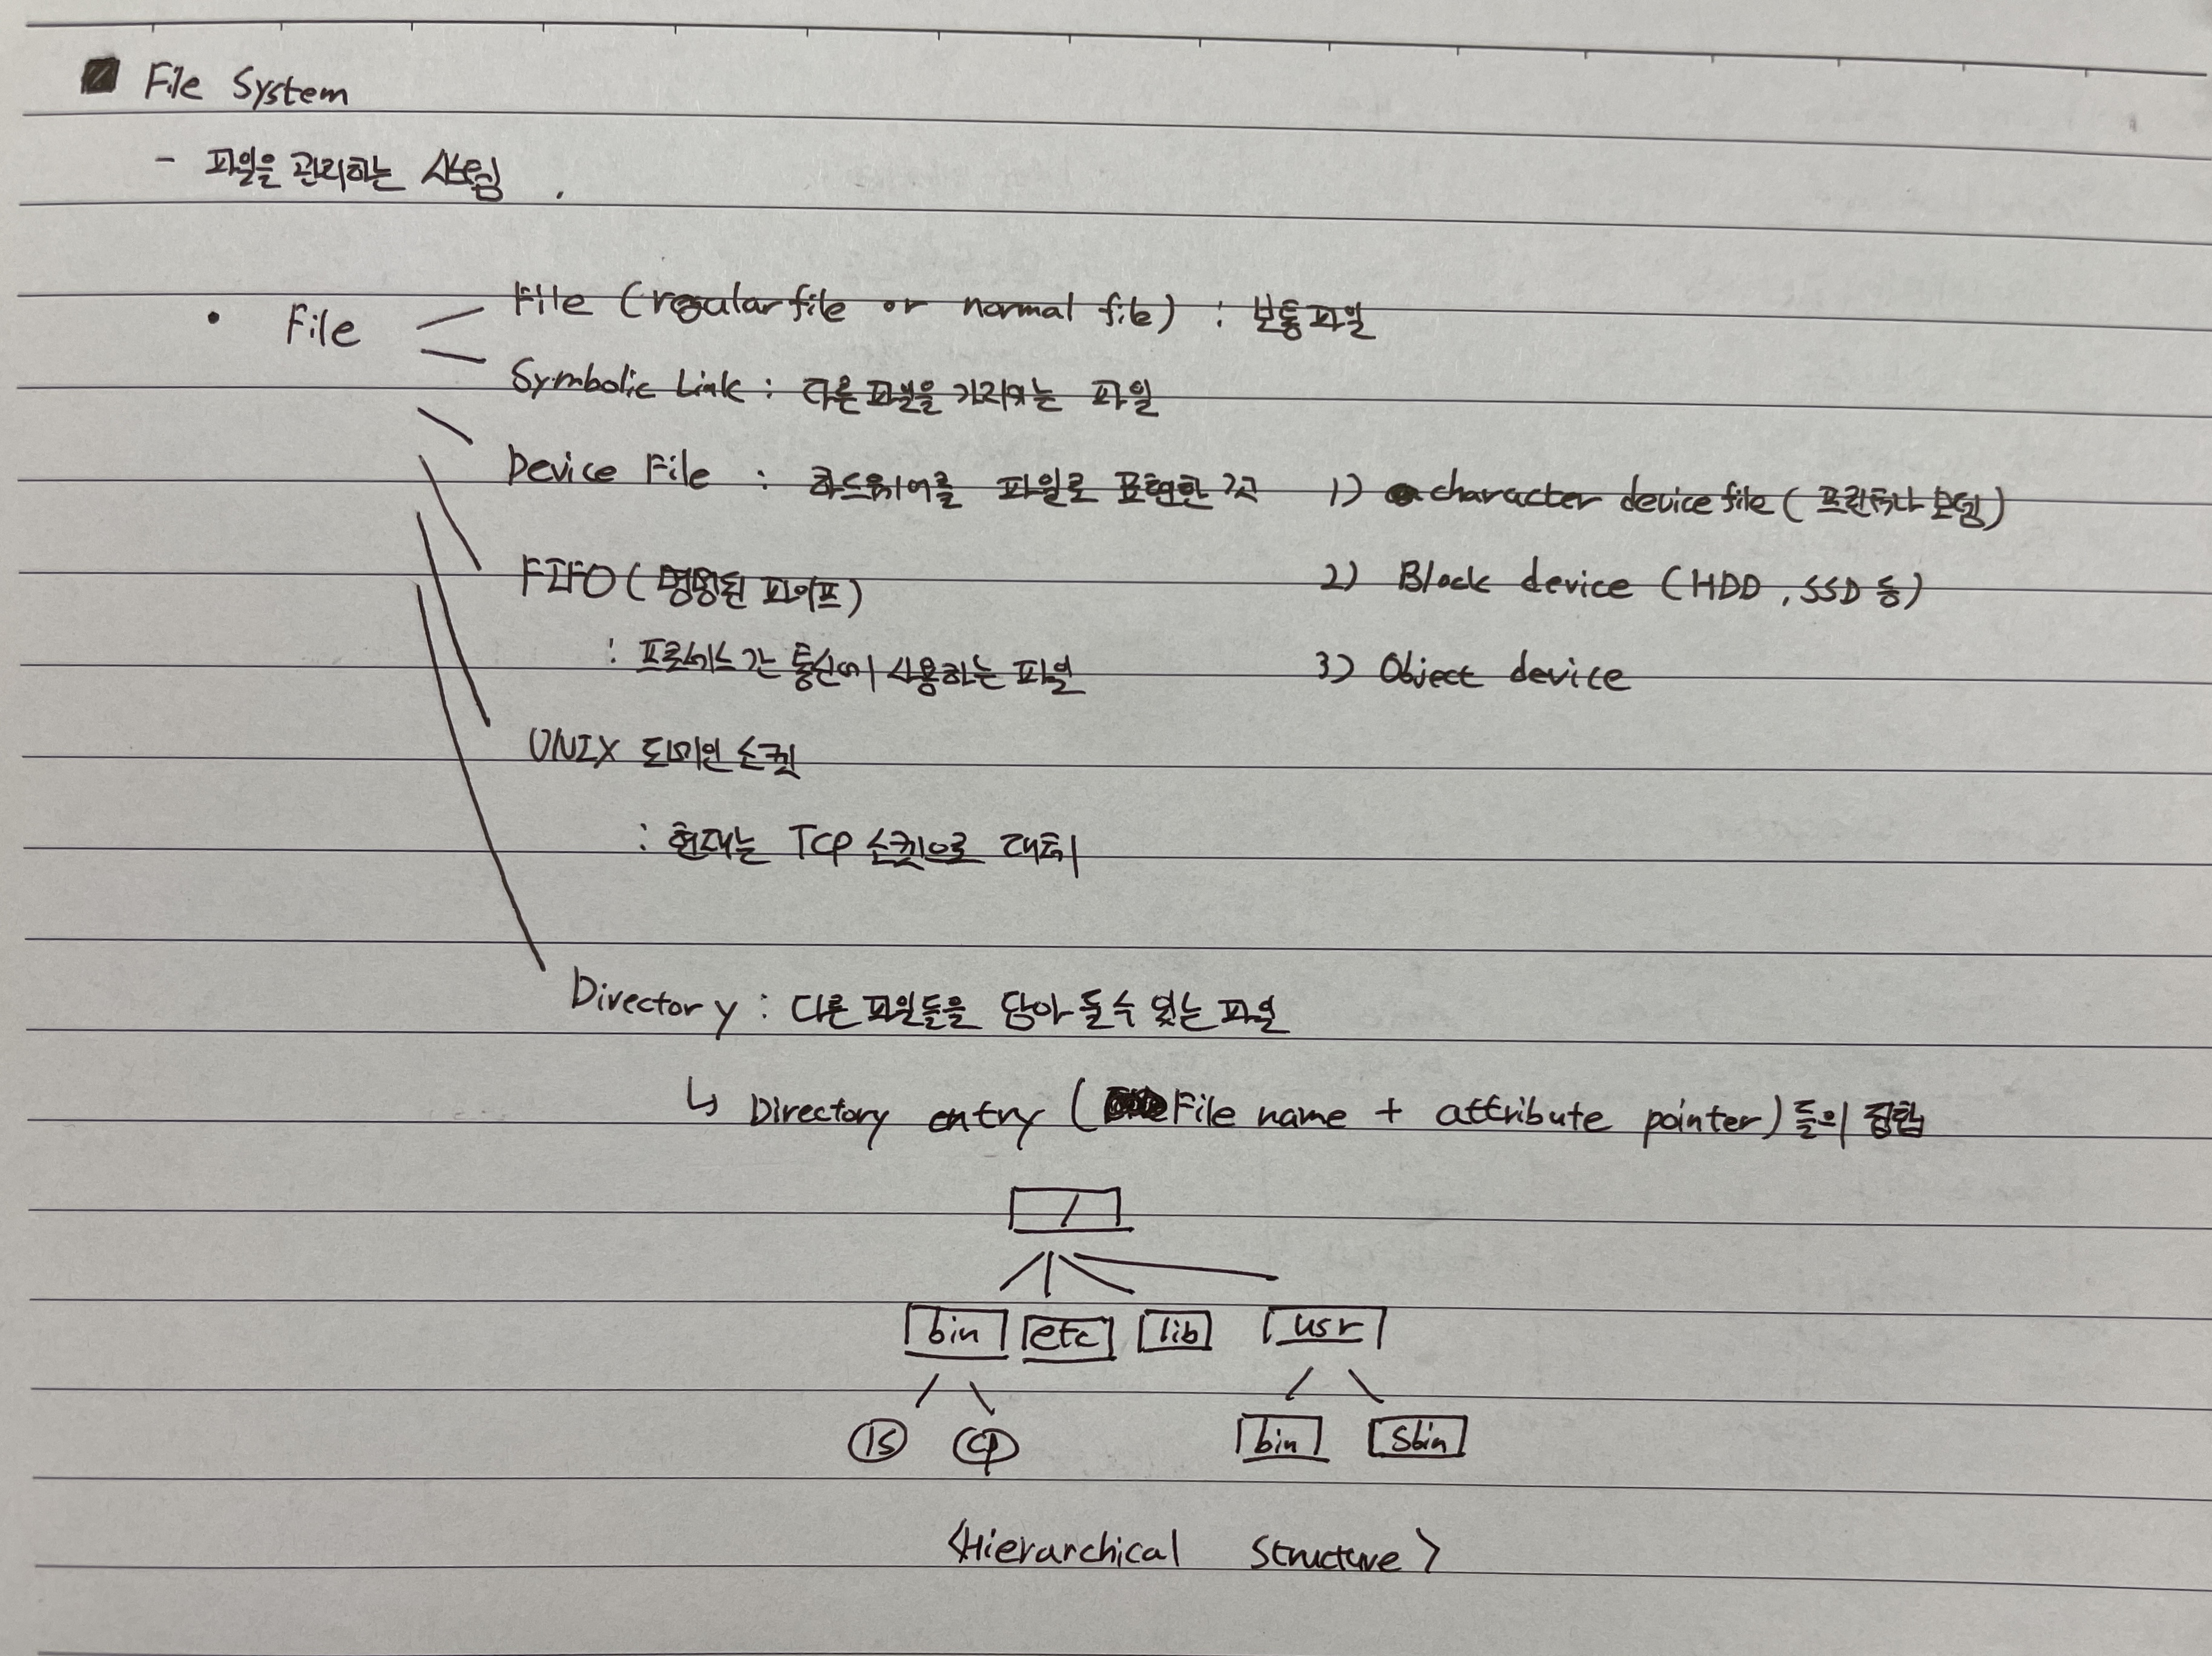 File System
- 파일을 관리하는 시스템
• File
File (regular file or normal file) : 보통파일
Symbolic Link : 다른 파일을 가리키는 파일
Device File : 하드웨어를 파일로 표현한 것 1) character device file ( 프린터나 모뎀 )
FIFO ( 명명된 파이프 ) 2) Block device ( HDD , SSD 등 )
: 프로세스간 통신에 사용하는 파일 3) Object device
UNIX 도메인 소켓
: 현재는 TCP 소켓으로 대체
Directory : 다른 파일들을 담아 둘 수 있는 파일
↳ Directory entry ( File name + attribute pointer ) 들의 집합
/
bin etc lib usr
ls cp bin sbin
<Hierarchical Structure>